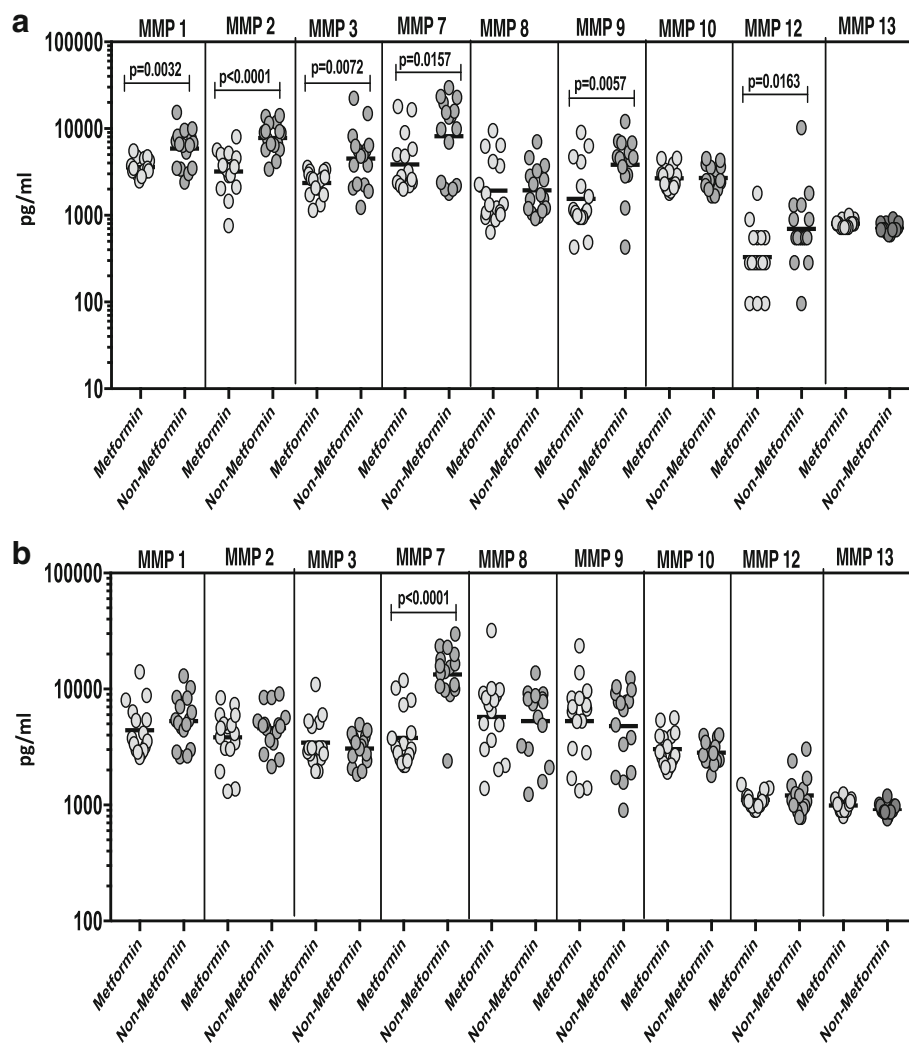 a
MMP 1 MMP 2 MMP 3 MMP 7 MMP 8 MMP 9 MMP 10 MMP 12 MMP 13
100000
p=0.0032 p<0.0001 p=0.0072 p=0.0157 p=0.0057 p=0.0163
10000
1000
100
10
pg/ml
Metformin Non-Metformin Metformin Non-Metformin Metformin Non-Metformin Metformin Non-Metformin Metformin Non-Metformin Metformin Non-Metformin Metformin Non-Metformin Metformin Non-Metformin Metformin Non-Metformin
b
MMP 1 MMP 2 MMP 3 MMP 7 MMP 8 MMP 9 MMP 10 MMP 12 MMP 13
100000
p<0.0001
10000
1000
100
pg/ml
Metformin Non-Metformin Metformin Non-Metformin Metformin Non-Metformin Metformin Non-Metformin Metformin Non-Metformin Metformin Non-Metformin Metformin Non-Metformin Metformin Non-Metformin Metformin Non-Metformin